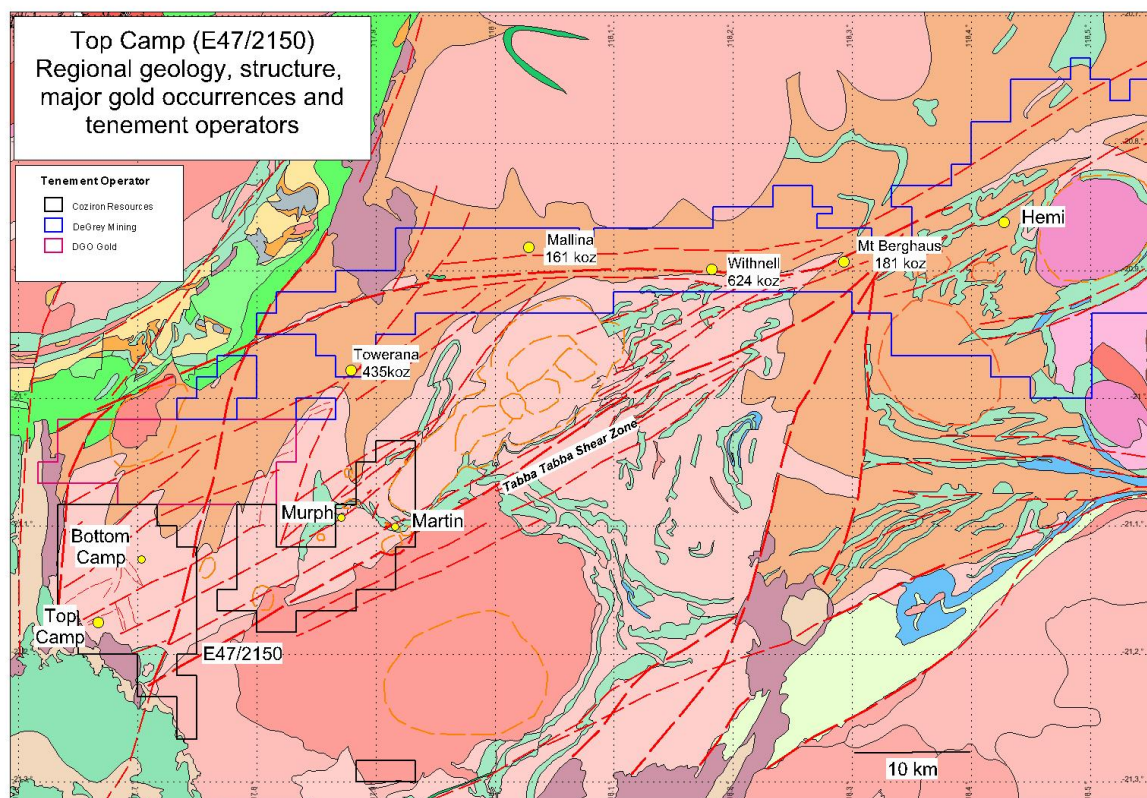 Top Camp (E47/2150)
Regional geology, structure,
major gold occurrences and
tenement operators
Tenement Operator
Coziron Resources
DeGrey Mining
DGO Gold
Hemi
Mallina
161 koz
Mt Berghaus
181 koz
Withnell
624 koz
Towerana
435koz
Tabba Tabba Shear Zone
Murph
Martin
Bottom
Camp
Top
Camp
E47/2150
10 km